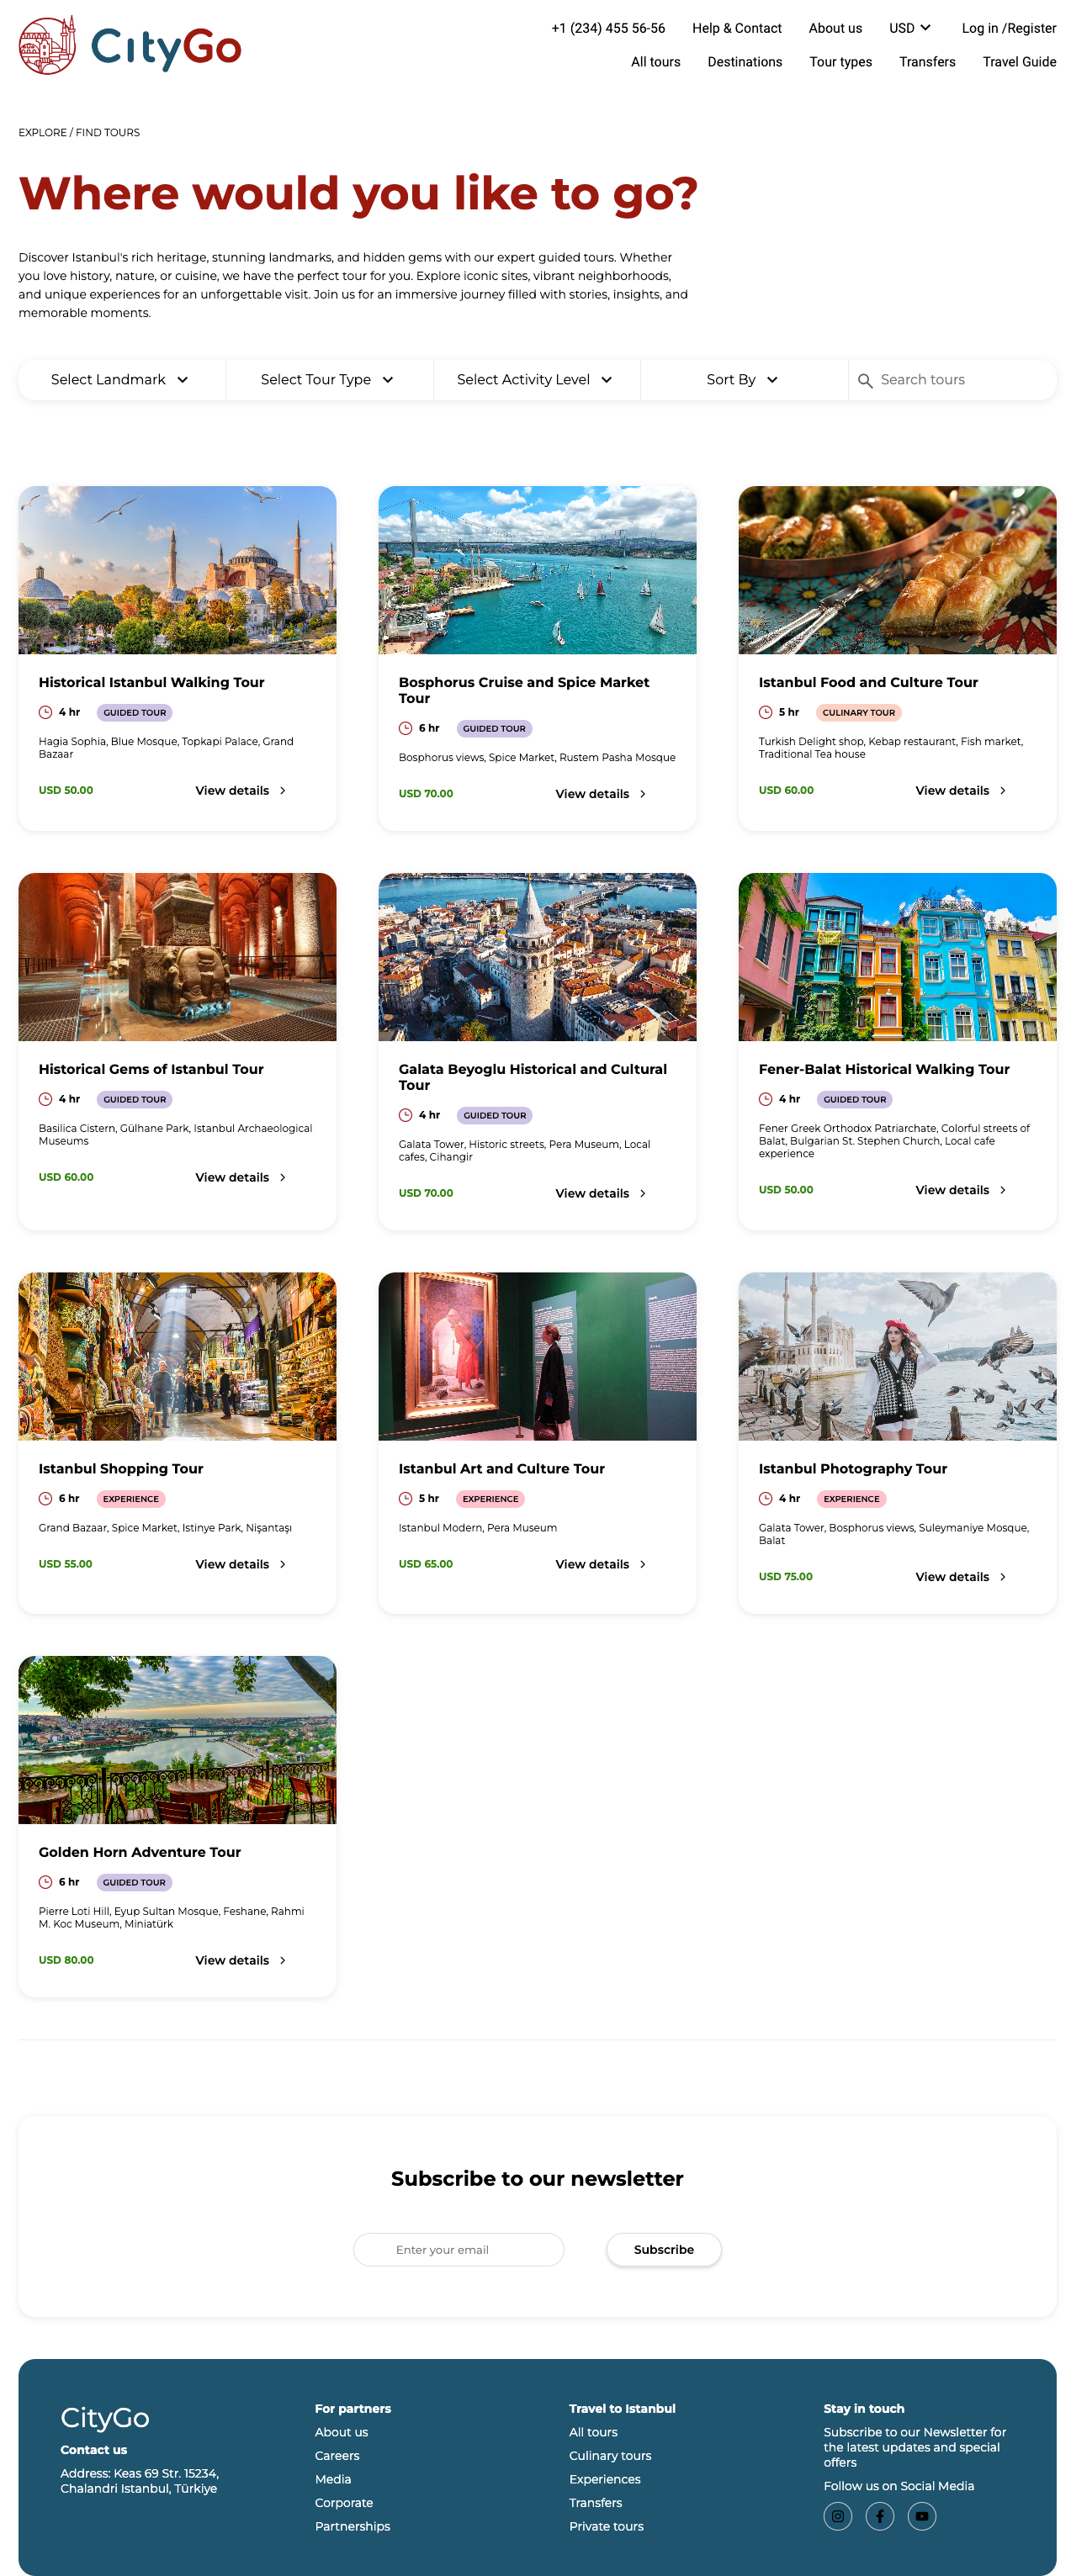 CityGo
+1 (234) 455 56-56 Help & Contact About us USD Log in /Register
All tours Destinations Tour types Transfers Travel Guide
EXPLORE / FIND TOURS
Where would you like to go?
Discover Istanbul's rich heritage, stunning landmarks, and hidden gems with our expert guided tours. Whether
you love history, nature, or cuisine, we have the perfect tour for you. Explore iconic sites, vibrant neighborhoods,
and unique experiences for an unforgettable visit. Join us for an immersive journey filled with stories, insights, and
memorable moments.
Select Landmark Select Tour Type Select Activity Level Sort By Search tours
Historical Istanbul Walking Tour
4 hr GUIDED TOUR
Hagia Sophia, Blue Mosque, Topkapi Palace, Grand
Bazaar
USD 50.00 View details
Bosphorus Cruise and Spice Market
Tour
6 hr GUIDED TOUR
Bosphorus views, Spice Market, Rustem Pasha Mosque
USD 70.00 View details
Istanbul Food and Culture Tour
5 hr CULINARY TOUR
Turkish Delight shop, Kebap restaurant, Fish market,
Traditional Tea house
USD 60.00 View details
Historical Gems of Istanbul Tour
4 hr GUIDED TOUR
Basilica Cistern, Gülhane Park, Istanbul Archaeological
Museums
USD 60.00 View details
Galata Beyoglu Historical and Cultural
Tour
4 hr GUIDED TOUR
Galata Tower, Historic streets, Pera Museum, Local
cafes, Cihangir
USD 70.00 View details
Fener-Balat Historical Walking Tour
4 hr GUIDED TOUR
Fener Greek Orthodox Patriarchate, Colorful streets of
Balat, Bulgarian St. Stephen Church, Local cafe
experience
USD 50.00 View details
Istanbul Shopping Tour
6 hr EXPERIENCE
Grand Bazaar, Spice Market, Istinye Park, Nişantaşı
USD 55.00 View details
Istanbul Art and Culture Tour
5 hr EXPERIENCE
Istanbul Modern, Pera Museum
USD 65.00 View details
Istanbul Photography Tour
4 hr EXPERIENCE
Galata Tower, Bosphorus views, Suleymaniye Mosque,
Balat
USD 75.00 View details
Golden Horn Adventure Tour
6 hr GUIDED TOUR
Pierre Loti Hill, Eyup Sultan Mosque, Feshane, Rahmi
M. Koc Museum, Miniatürk
USD 80.00 View details
Subscribe to our newsletter
Enter your email Subscribe
CityGo
Contact us
Address: Keas 69 Str. 15234,
Chalandri Istanbul, Türkiye
For partners
About us
Careers
Media
Corporate
Partnerships
Travel to Istanbul
All tours
Culinary tours
Experiences
Transfers
Private tours
Stay in touch
Subscribe to our Newsletter for
the latest updates and special
offers
Follow us on Social Media